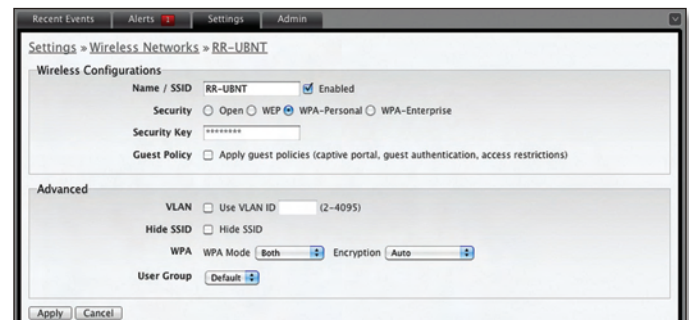 Recent Events Alerts 1 Settings Admin
Settings » Wireless Networks » RR-UBNT
Wireless Configurations
Name / SSID RR-UBNT Enabled
Security Open WEP WPA-Personal WPA-Enterprise
Security Key ********
Guest Policy Apply guest policies (captive portal, guest authentication, access restrictions)
Advanced
VLAN Use VLAN ID (2-4095)
Hide SSID Hide SSID
WPA WPA Mode Both Encryption Auto
User Group Default
Apply Cancel